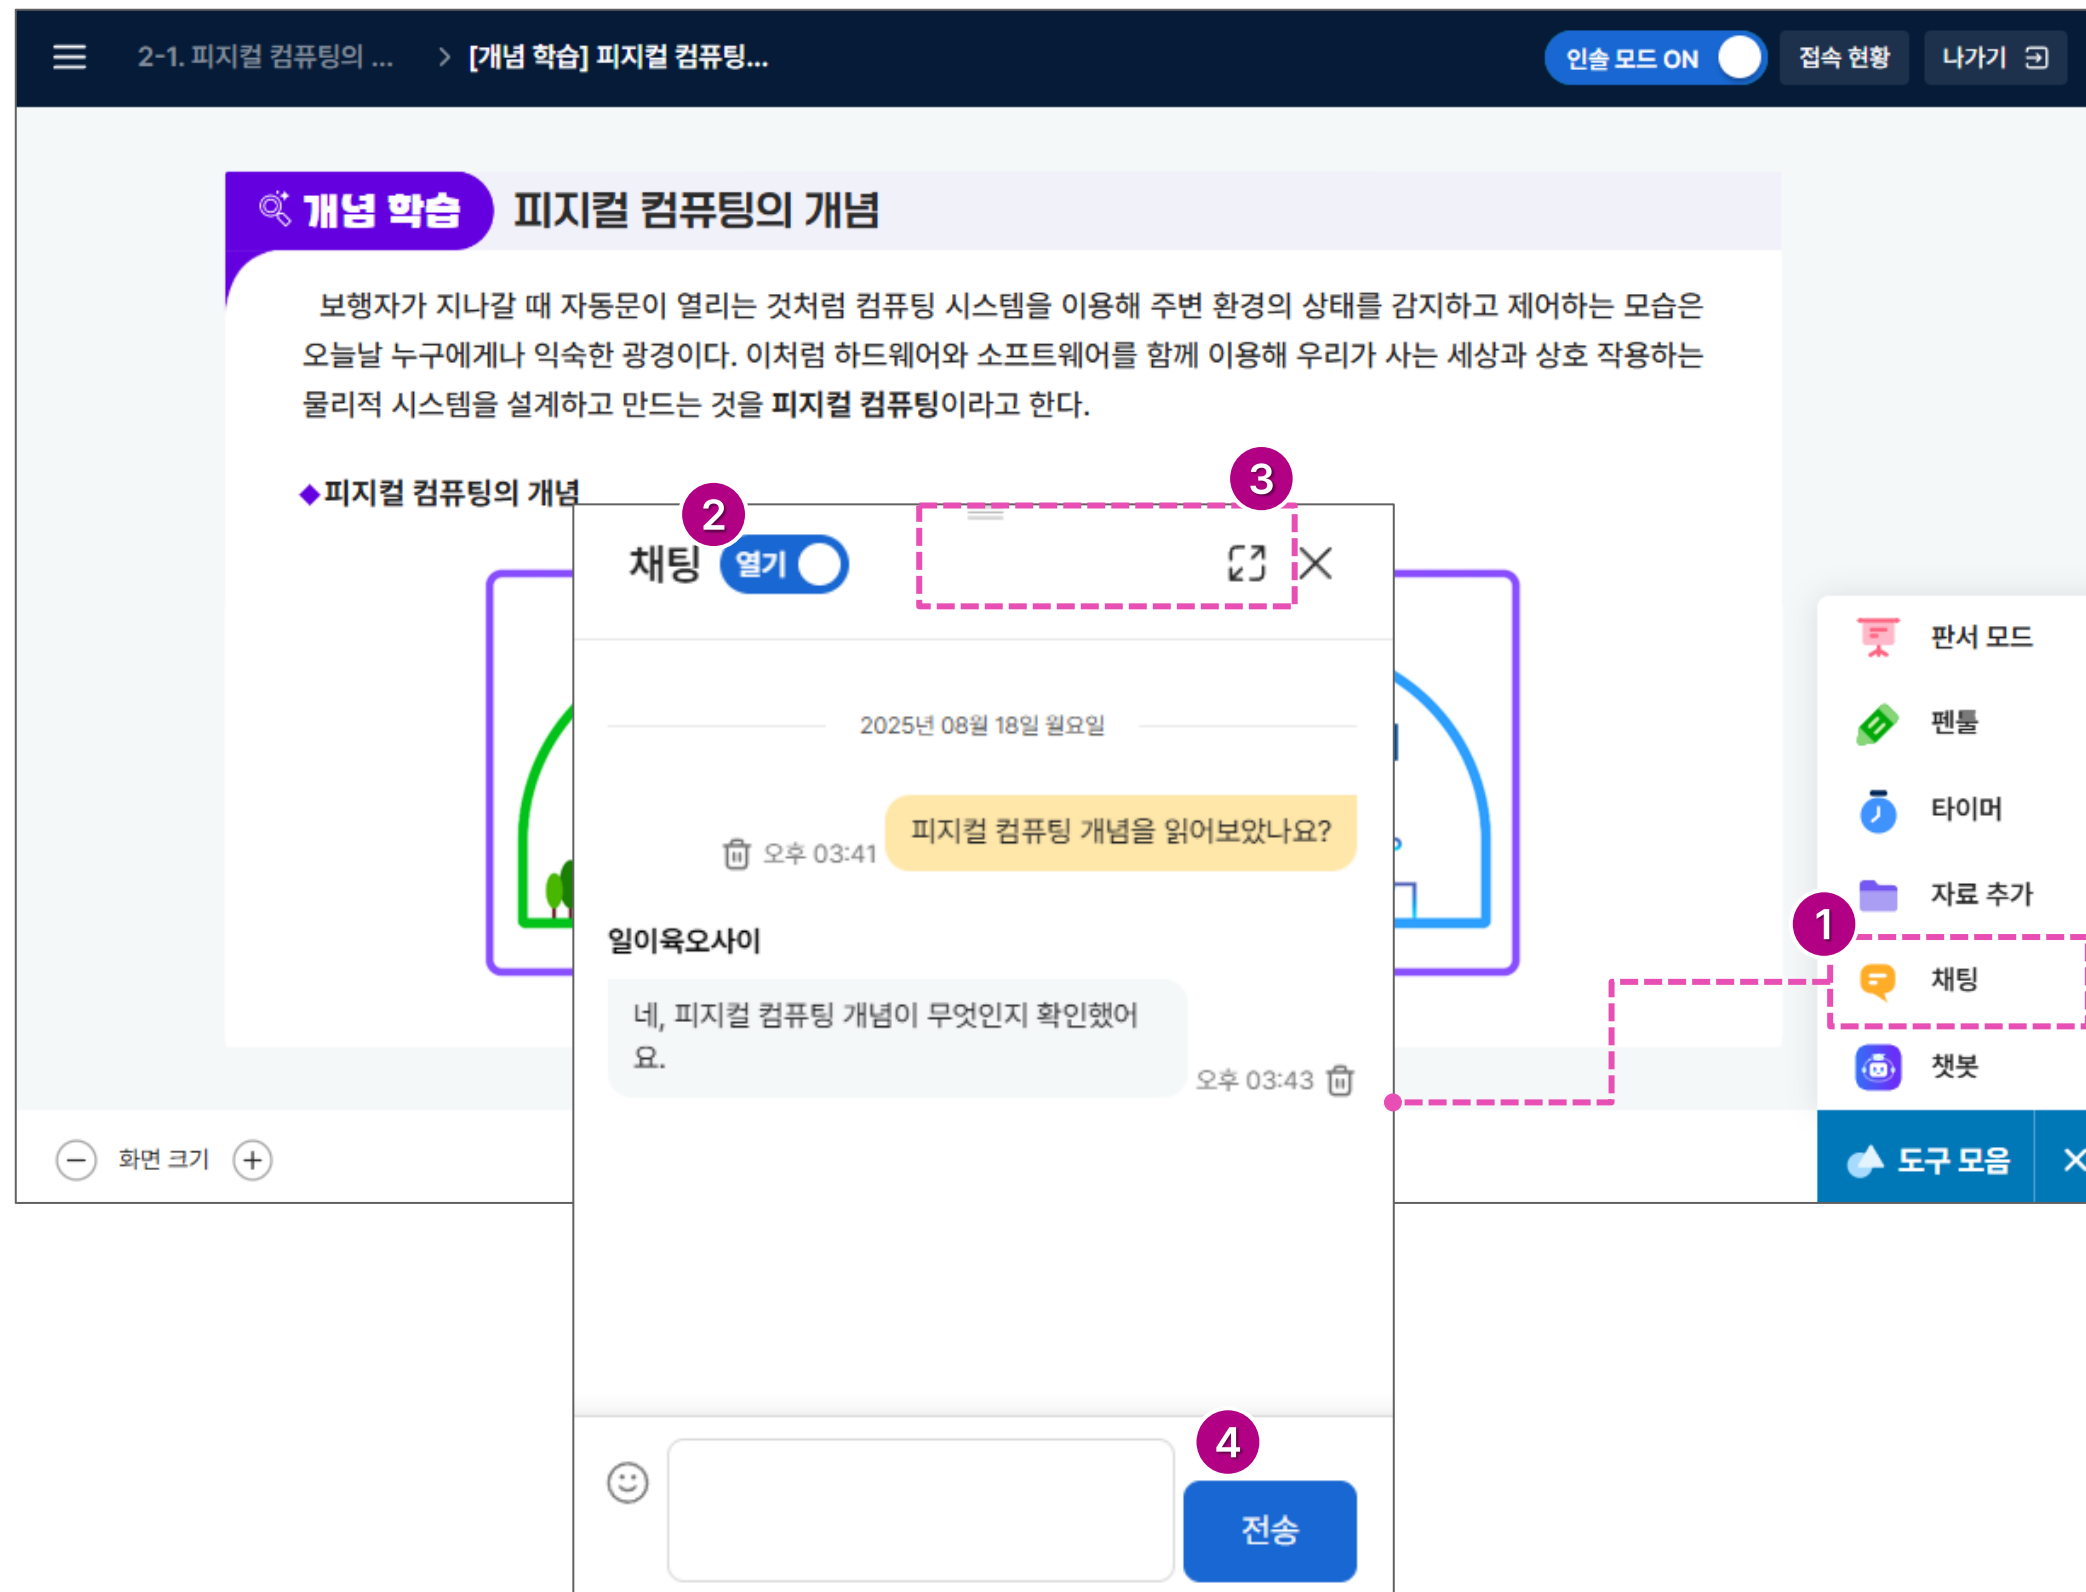 2-1. 피지컬 컴퓨팅의 ... > [개념 학습] 피지컬 컴퓨팅...
인솔 모드 ON
접속 현황
나가기
개념 학습
피지컬 컴퓨팅의 개념
보행자가 지나갈 때 자동문이 열리는 것처럼 컴퓨팅 시스템을 이용해 주변 환경의 상태를 감지하고 제어하는 모습은
오늘날 누구에게나 익숙한 광경이다. 이처럼 하드웨어와 소프트웨어를 함께 이용해 우리가 사는 세상과 상호 작용하는
물리적 시스템을 설계하고 만드는 것을 피지컬 컴퓨팅이라고 한다.
◆피지컬 컴퓨팅의 개념
2
3
채팅
열기
2025년 08월 18일 월요일
오후 03:41
피지컬 컴퓨팅 개념을 읽어보았나요?
일이육오사이
네, 피지컬 컴퓨팅 개념이 무엇인지 확인했어
요.
오후 03:43
4
전송
판서 모드
펜툴
타이머
자료 추가
1
채팅
챗봇
도구 모음
화면 크기